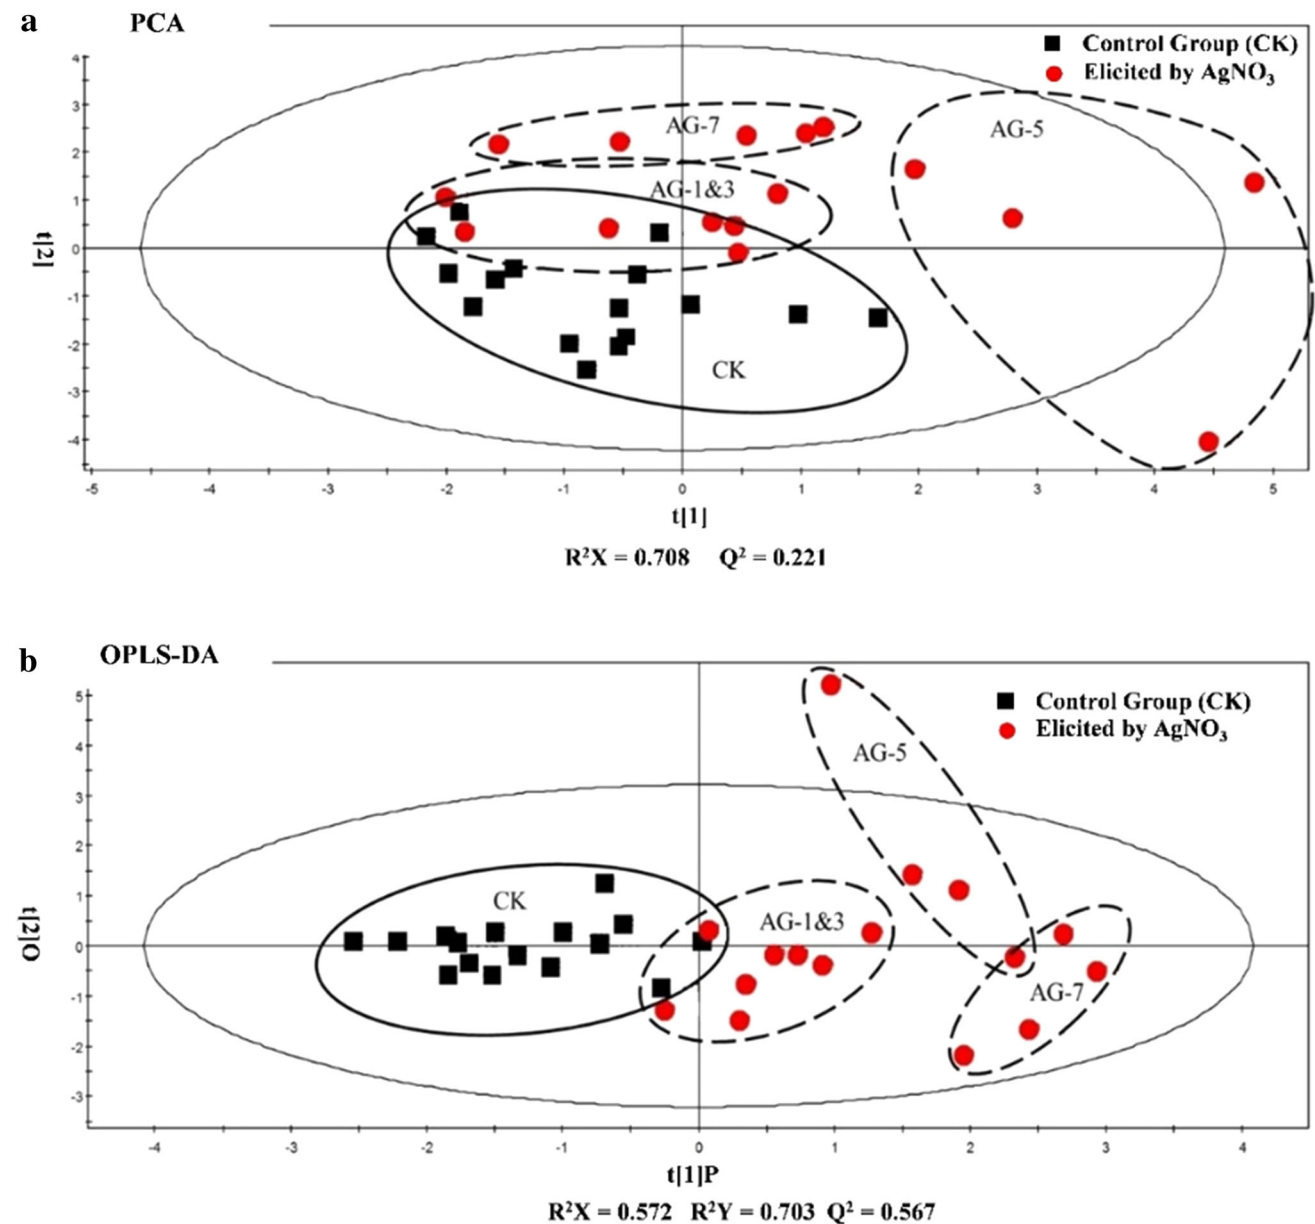 a PCA
Control Group (CK)
Elicited by AgNO₃
AG-7
AG-5
AG-1&3
CK
4
3
2
1
0
-1
-2
-3
-4
t[2]
-5 -4 -3 -2 -1 0 1 2 3 4 5
t[1]
R²X = 0.708 Q² = 0.221
b OPLS-DA
Control Group (CK)
Elicited by AgNO₃
AG-5
CK
AG-1&3
AG-7
5
4
3
2
1
0
-1
-2
-3
t[2]O
-4 -3 -2 -1 0 1 2 3 4
t[1]P
R²X = 0.572 R²Y = 0.703 Q² = 0.567